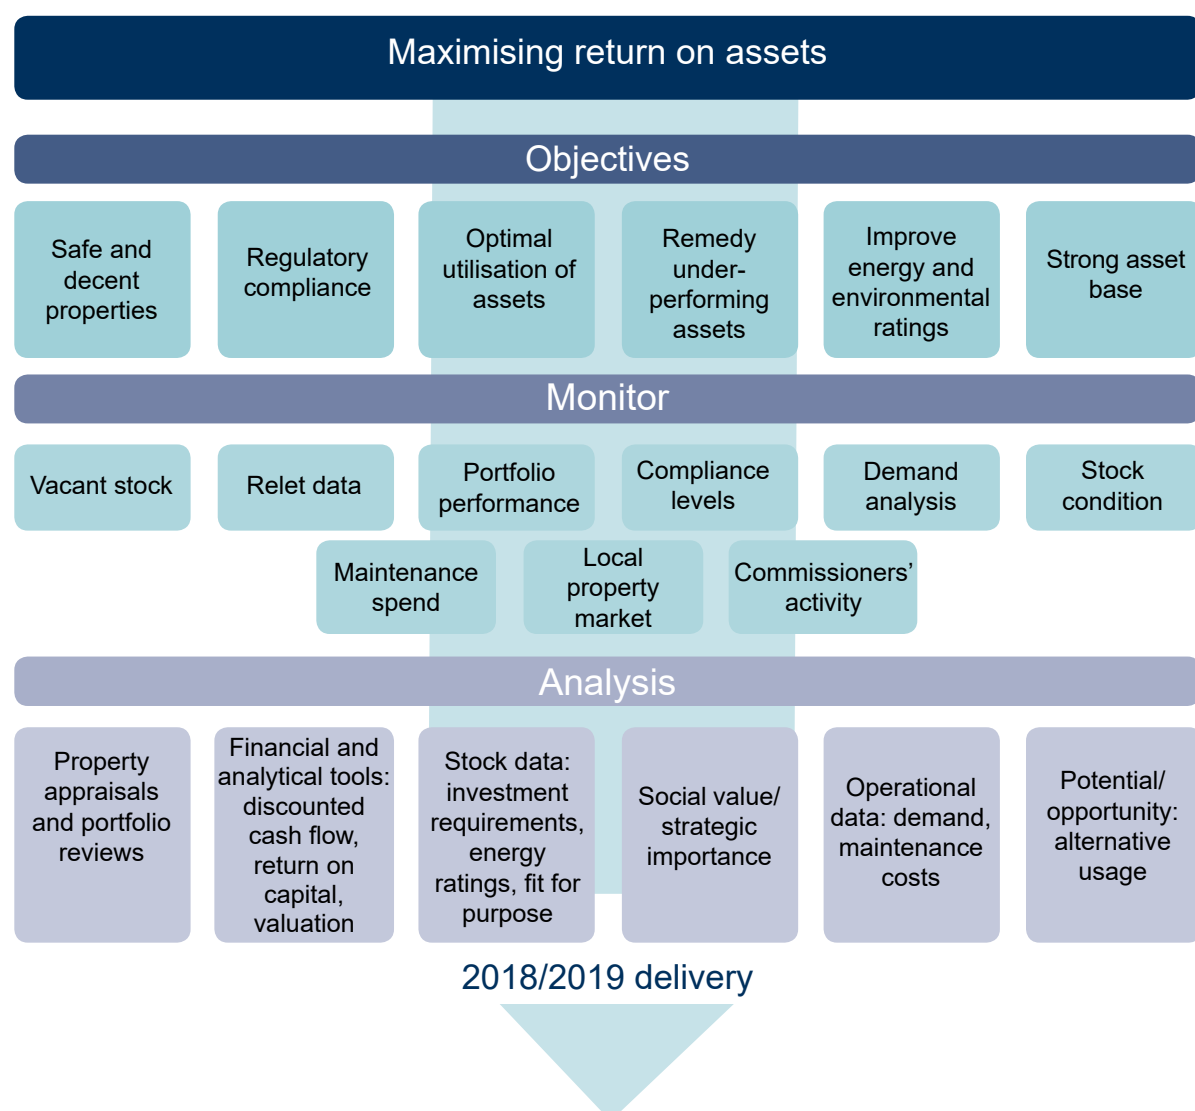 Maximising return on assets
Objectives
Safe and
decent
properties
Regulatory
compliance
Optimal
utilisation of
assets
Remedy
under-
performing
assets
Improve
energy and
environmental
ratings
Strong asset
base
Monitor
Vacant stock
Relet data
Portfolio
performance
Compliance
levels
Demand
analysis
Stock
condition
Maintenance
spend
Local
property
market
Commissioners’
activity
Analysis
Property
appraisals
and portfolio
reviews
Financial and
analytical tools:
discounted
cash flow,
return on
capital,
valuation
Stock data:
investment
requirements,
energy
ratings, fit for
purpose
Social value/
strategic
importance
Operational
data: demand,
maintenance
costs
Potential/
opportunity:
alternative
usage
2018/2019 delivery